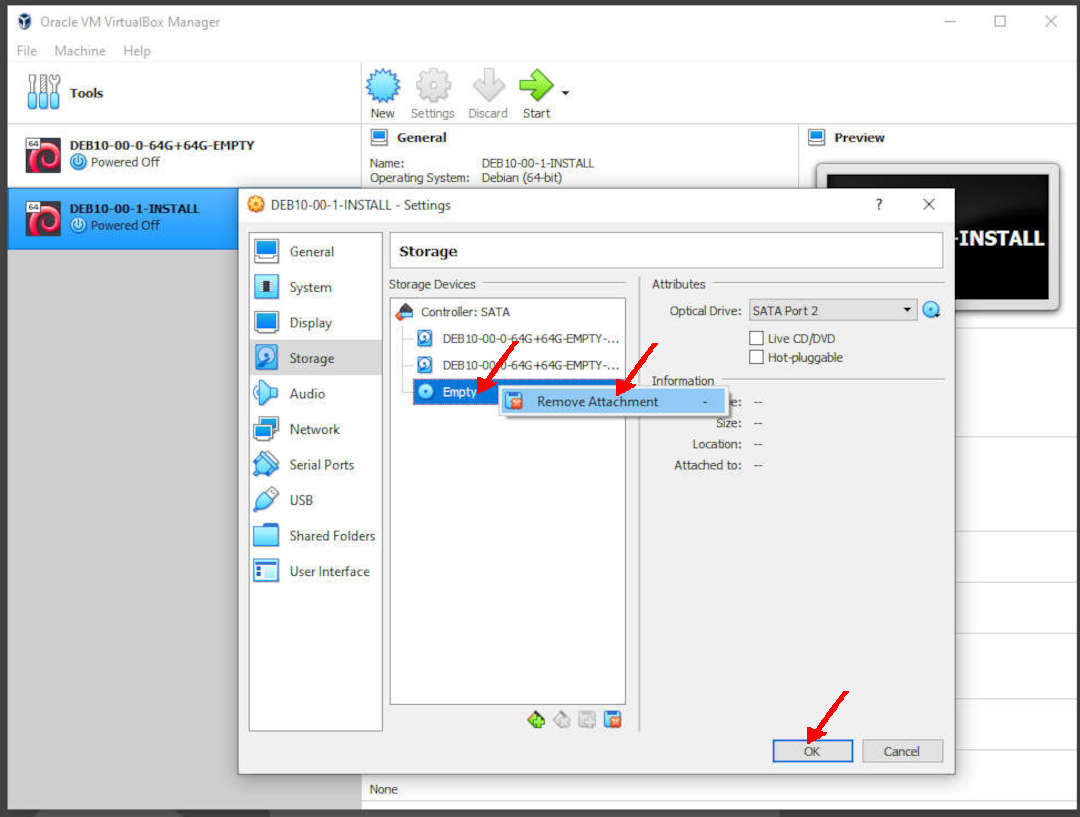 Oracle VM VirtualBox Manager
File Machine Help
Tools
New Settings Discard Start
64
DEB10-00-0-64G+64G-EMPTY
Powered Off
64
DEB10-00-1-INSTALL
Powered Off
General
Name: DEB10-00-1-INSTALL
Operating System: Debian (64-bit)
Preview
-INSTALL
DEB10-00-1-INSTALL - Settings ?
General
System
Display
Storage
Audio
Network
Serial Ports
USB
Shared Folders
User Interface
Storage
Storage Devices
Controller: SATA
DEB10-00-0-64G+64G-EMPTY-...
DEB10-00-0-64G+64G-EMPTY-...
Empty
Remove Attachment -
Attributes
Optical Drive: SATA Port 2
Live CD/DVD
Hot-pluggable
Information
e: --
Size: --
Location: --
Attached to: --
OK Cancel
None